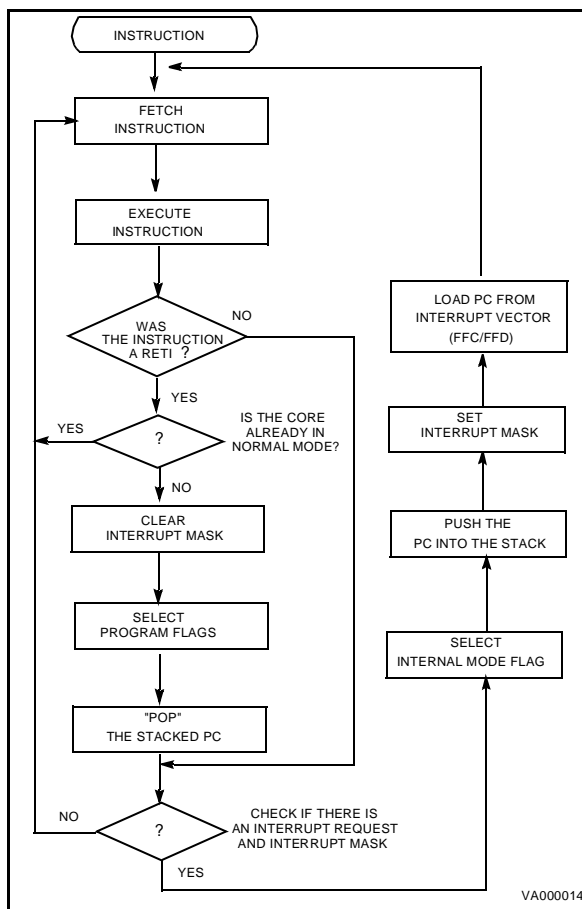 INSTRUCTION
FETCH
INSTRUCTION
EXECUTE
INSTRUCTION
WAS
THE INSTRUCTION
A RETI ?
NO
YES
?
IS THE CORE
ALREADY IN
NORMAL MODE?
YES
NO
CLEAR
INTERRUPT MASK
SELECT
PROGRAM FLAGS
"POP"
THE STACKED PC
?
CHECK IF THERE IS
AN INTERRUPT REQUEST
AND INTERRUPT MASK
NO
YES
SELECT
INTERNAL MODE FLAG
PUSH THE
PC INTO THE STACK
SET
INTERRUPT MASK
LOAD PC FROM
INTERRUPT VECTOR
(FFC/FFD)
VA000014